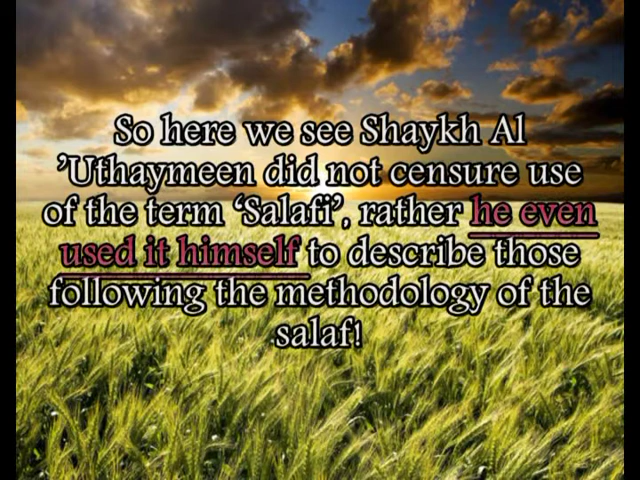 So here we see Shaykh Al
'Uthaymeen did not censure use
of the term ‘Salafi’, rather he even
used it himself to describe those
following the methodology of the
salaf!